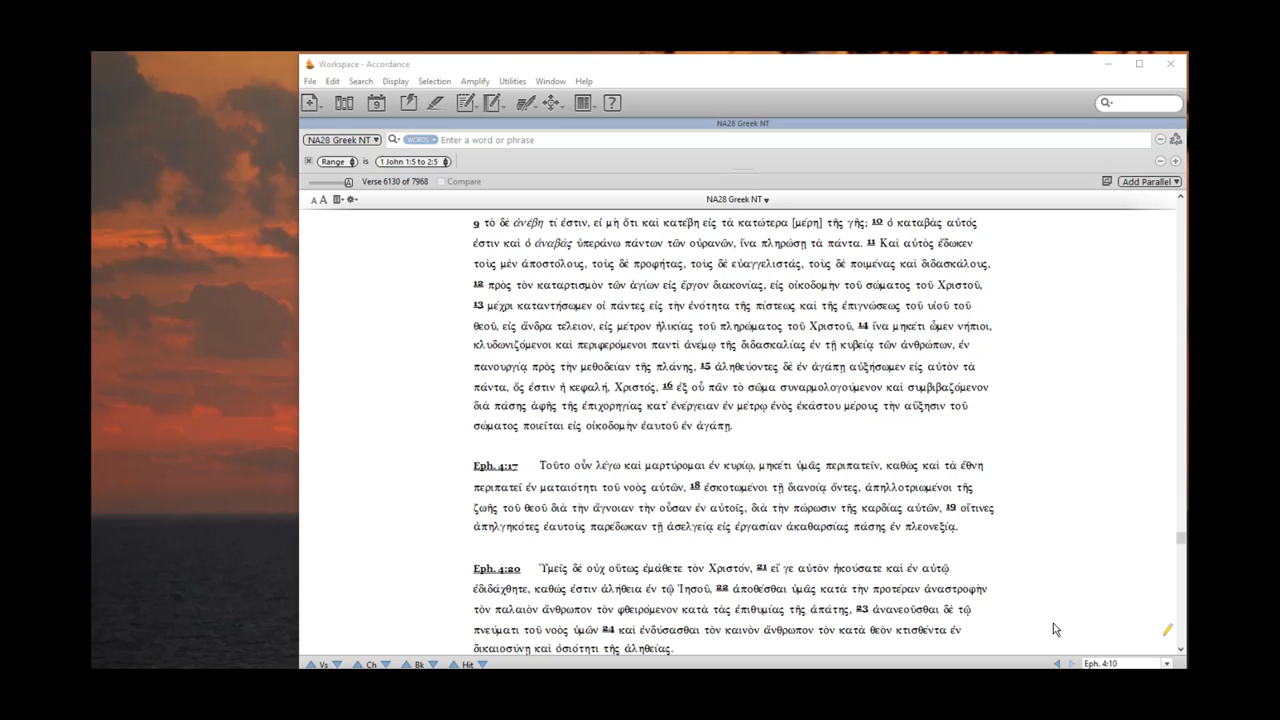 Workspace - Accordance
File Edit Search Display Selection Amplify Utilities Window Help
9 ?
NA28 Greek NT
NA28 Greek NT WORDS Enter a word or phrase
Range is 1 John 1:5 to 2:5
A Verse 6130 of 7968 Compare Add Parallel
A A NA28 Greek NT
9 τὸ δὲ ἀνέβη τί ἐστιν, εἰ μὴ ὅτι καὶ κατέβη εἰς τὰ κατώτερα [μέρη] τῆς γῆς; 10 ὁ καταβὰς αὐτός
ἐστιν καὶ ὁ ἀναβὰς ὑπεράνω πάντων τῶν οὐρανῶν, ἵνα πληρώσῃ τὰ πάντα. 11 Καὶ αὐτὸς ἔδωκεν
τοὺς μὲν ἀποστόλους, τοὺς δὲ προφήτας, τοὺς δὲ εὐαγγελιστάς, τοὺς δὲ ποιμένας καὶ διδασκάλους,
12 πρὸς τὸν καταρτισμὸν τῶν ἁγίων εἰς ἔργον διακονίας, εἰς οἰκοδομὴν τοῦ σώματος τοῦ Χριστοῦ,
13 μέχρι καταντήσωμεν οἱ πάντες εἰς τὴν ἑνότητα τῆς πίστεως καὶ τῆς ἐπιγνώσεως τοῦ υἱοῦ τοῦ
θεοῦ, εἰς ἄνδρα τέλειον, εἰς μέτρον ἡλικίας τοῦ πληρώματος τοῦ Χριστοῦ, 14 ἵνα μηκέτι ὦμεν νήπιοι,
κλυδωνιζόμενοι καὶ περιφερόμενοι παντὶ ἀνέμῳ τῆς διδασκαλίας ἐν τῇ κυβείᾳ τῶν ἀνθρώπων, ἐν
πανουργίᾳ πρὸς τὴν μεθοδείαν τῆς πλάνης, 15 ἀληθεύοντες δὲ ἐν ἀγάπῃ αὐξήσωμεν εἰς αὐτὸν τὰ
πάντα, ὅς ἐστιν ἡ κεφαλή, Χριστός, 16 ἐξ οὗ πᾶν τὸ σῶμα συναρμολογούμενον καὶ συμβιβαζόμενον
διὰ πάσης ἁφῆς τῆς ἐπιχορηγίας κατ᾽ ἐνέργειαν ἐν μέτρῳ ἑνὸς ἑκάστου μέρους τὴν αὔξησιν τοῦ
σώματος ποιεῖται εἰς οἰκοδομὴν ἑαυτοῦ ἐν ἀγάπῃ.
Eph. 4:17 Τοῦτο οὖν λέγω καὶ μαρτύρομαι ἐν κυρίῳ, μηκέτι ὑμᾶς περιπατεῖν, καθὼς καὶ τὰ ἔθνη
περιπατεῖ ἐν ματαιότητι τοῦ νοὸς αὐτῶν, 18 ἐσκοτωμένοι τῇ διανοίᾳ ὄντες, ἀπηλλοτριωμένοι τῆς
ζωῆς τοῦ θεοῦ διὰ τὴν ἄγνοιαν τὴν οὖσαν ἐν αὐτοῖς, διὰ τὴν πώρωσιν τῆς καρδίας αὐτῶν, 19 οἵτινες
ἀπηλγηκότες ἑαυτοὺς παρέδωκαν τῇ ἀσελγείᾳ εἰς ἐργασίαν ἀκαθαρσίας πάσης ἐν πλεονεξίᾳ.
Eph. 4:20 Ὑμεῖς δὲ οὐχ οὕτως ἐμάθετε τὸν Χριστόν, 21 εἴ γε αὐτὸν ἠκούσατε καὶ ἐν αὐτῷ
ἐδιδάχθητε, καθώς ἐστιν ἀλήθεια ἐν τῷ Ἰησοῦ, 22 ἀποθέσθαι ὑμᾶς κατὰ τὴν προτέραν ἀναστροφὴν
τὸν παλαιὸν ἄνθρωπον τὸν φθειρόμενον κατὰ τὰς ἐπιθυμίας τῆς ἀπάτης, 23 ἀνανεοῦσθαι δὲ τῷ
πνεύματι τοῦ νοὸς ὑμῶν 24 καὶ ἐνδύσασθαι τὸν καινὸν ἄνθρωπον τὸν κατὰ θεὸν κτισθέντα ἐν
δικαιοσύνῃ καὶ ὁσιότητι τῆς ἀληθείας.
Vs Ch Bk Hit Eph. 4:10